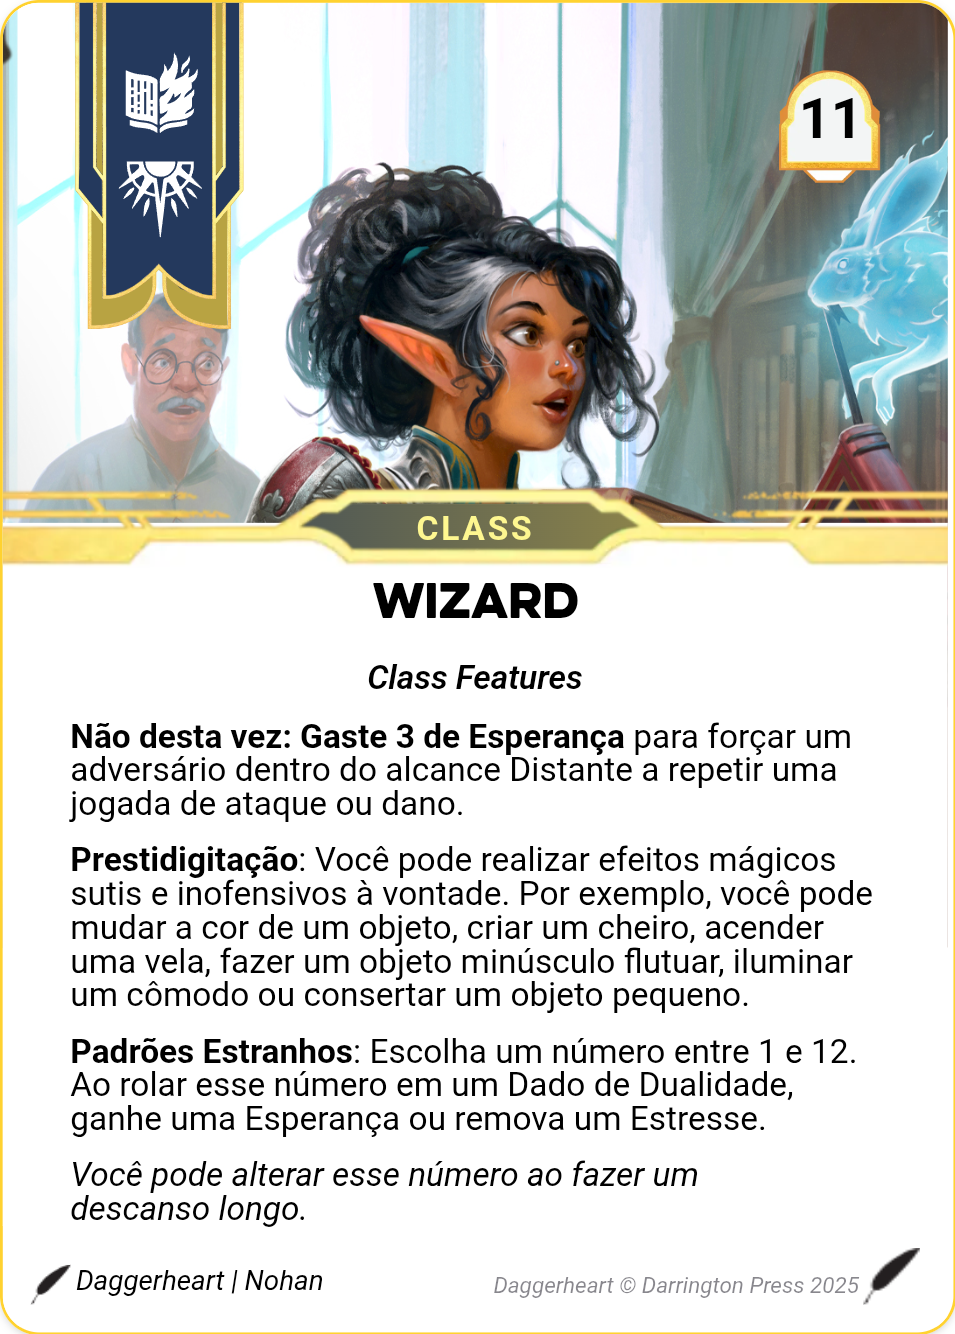 11
CLASS
WIZARD
Class Features
Não desta vez: Gaste 3 de Esperança para forçar um
adversário dentro do alcance Distante a repetir uma
jogada de ataque ou dano.
Prestidigitação: Você pode realizar efeitos mágicos
sutis e inofensivos à vontade. Por exemplo, você pode
mudar a cor de um objeto, criar um cheiro, acender
uma vela, fazer um objeto minúsculo flutuar, iluminar
um cômodo ou consertar um objeto pequeno.
Padrões Estranhos: Escolha um número entre 1 e 12.
Ao rolar esse número em um Dado de Dualidade,
ganhe uma Esperança ou remova um Estresse.
Você pode alterar esse número ao fazer um
descanso longo.
Daggerheart | Nohan
Daggerheart © Darrington Press 2025